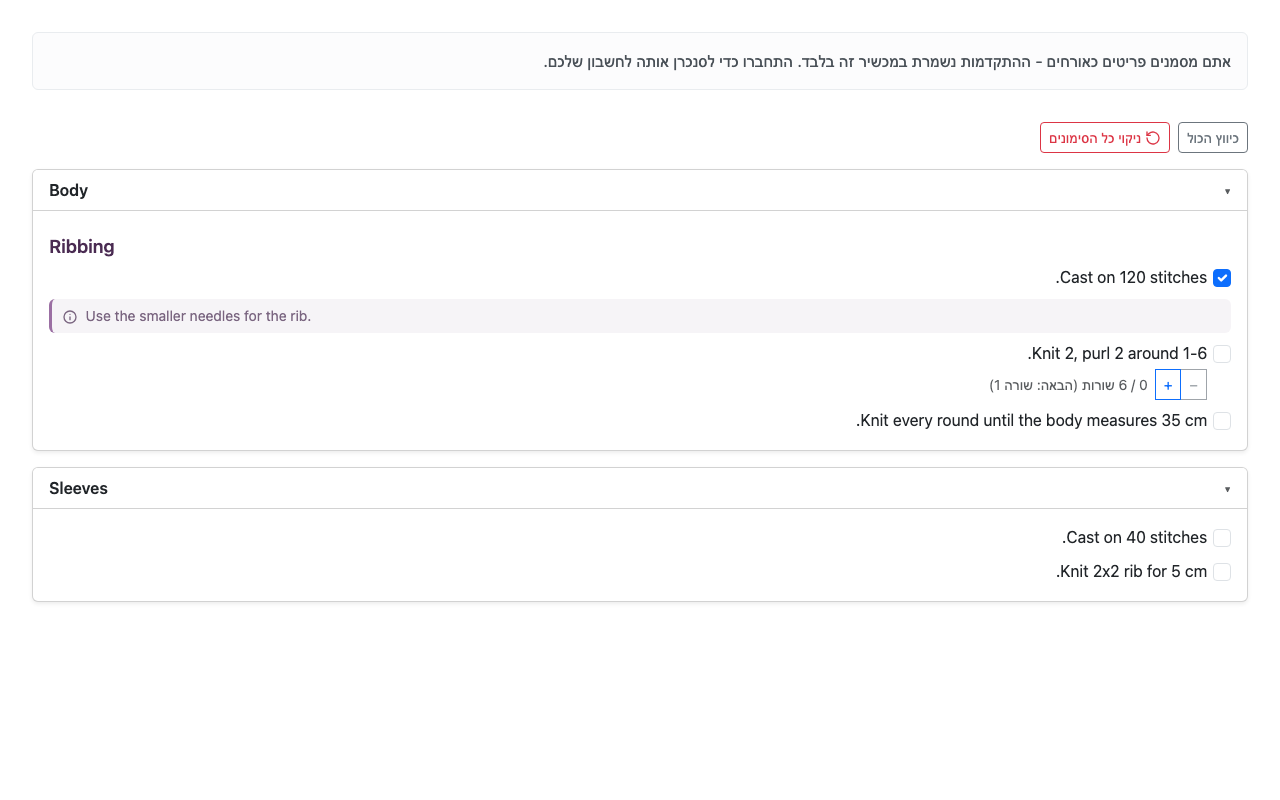 אתם מסמנים פריטים כאורחים - ההתקדמות נשמרת במכשיר זה בלבד. התחברו כדי לסנכרן אותה לחשבון שלכם.
כיווץ הכול
ניקוי כל הסימונים
Body
Ribbing
Cast on 120 stitches.
Use the smaller needles for the rib.
Knit 2, purl 2 around 1-6.
− + 0 / 6 שורות (הבאה: שורה 1)
Knit every round until the body measures 35 cm.
Sleeves
Cast on 40 stitches.
Knit 2x2 rib for 5 cm.